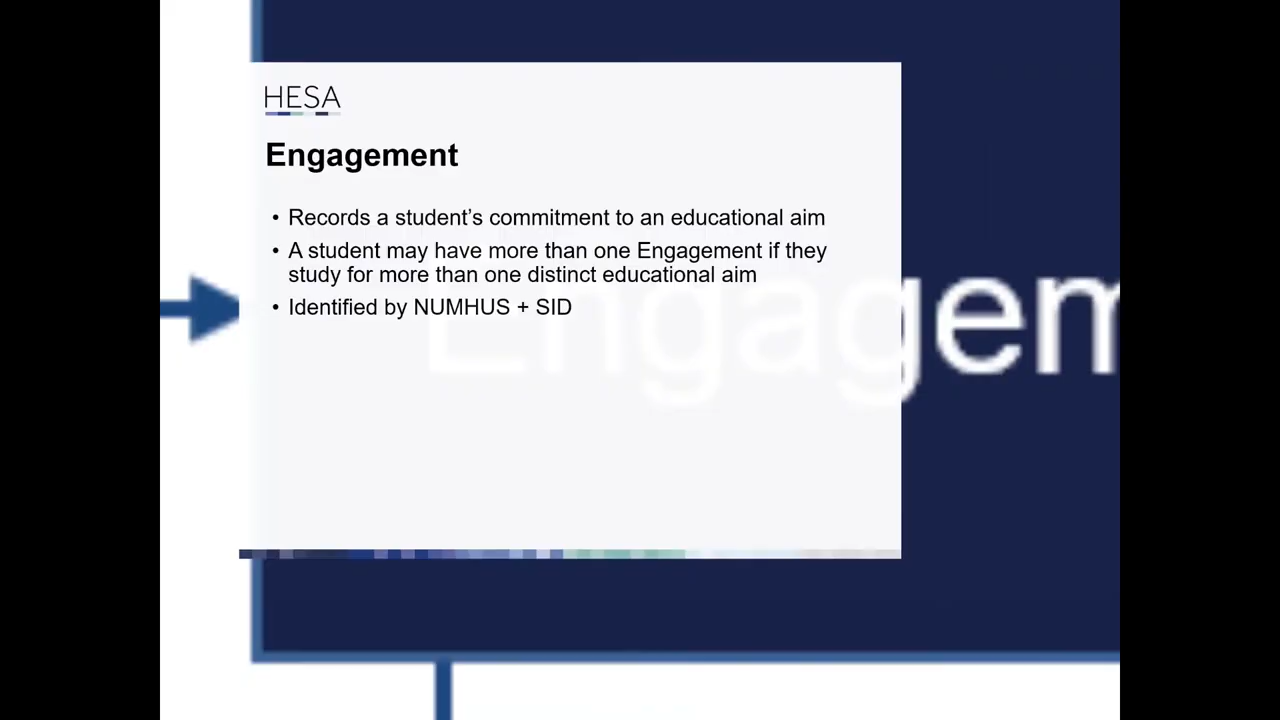 HESA
Engagement
• Records a student’s commitment to an educational aim
• A student may have more than one Engagement if they
study for more than one distinct educational aim
• Identified by NUMHUS + SID
Engagem